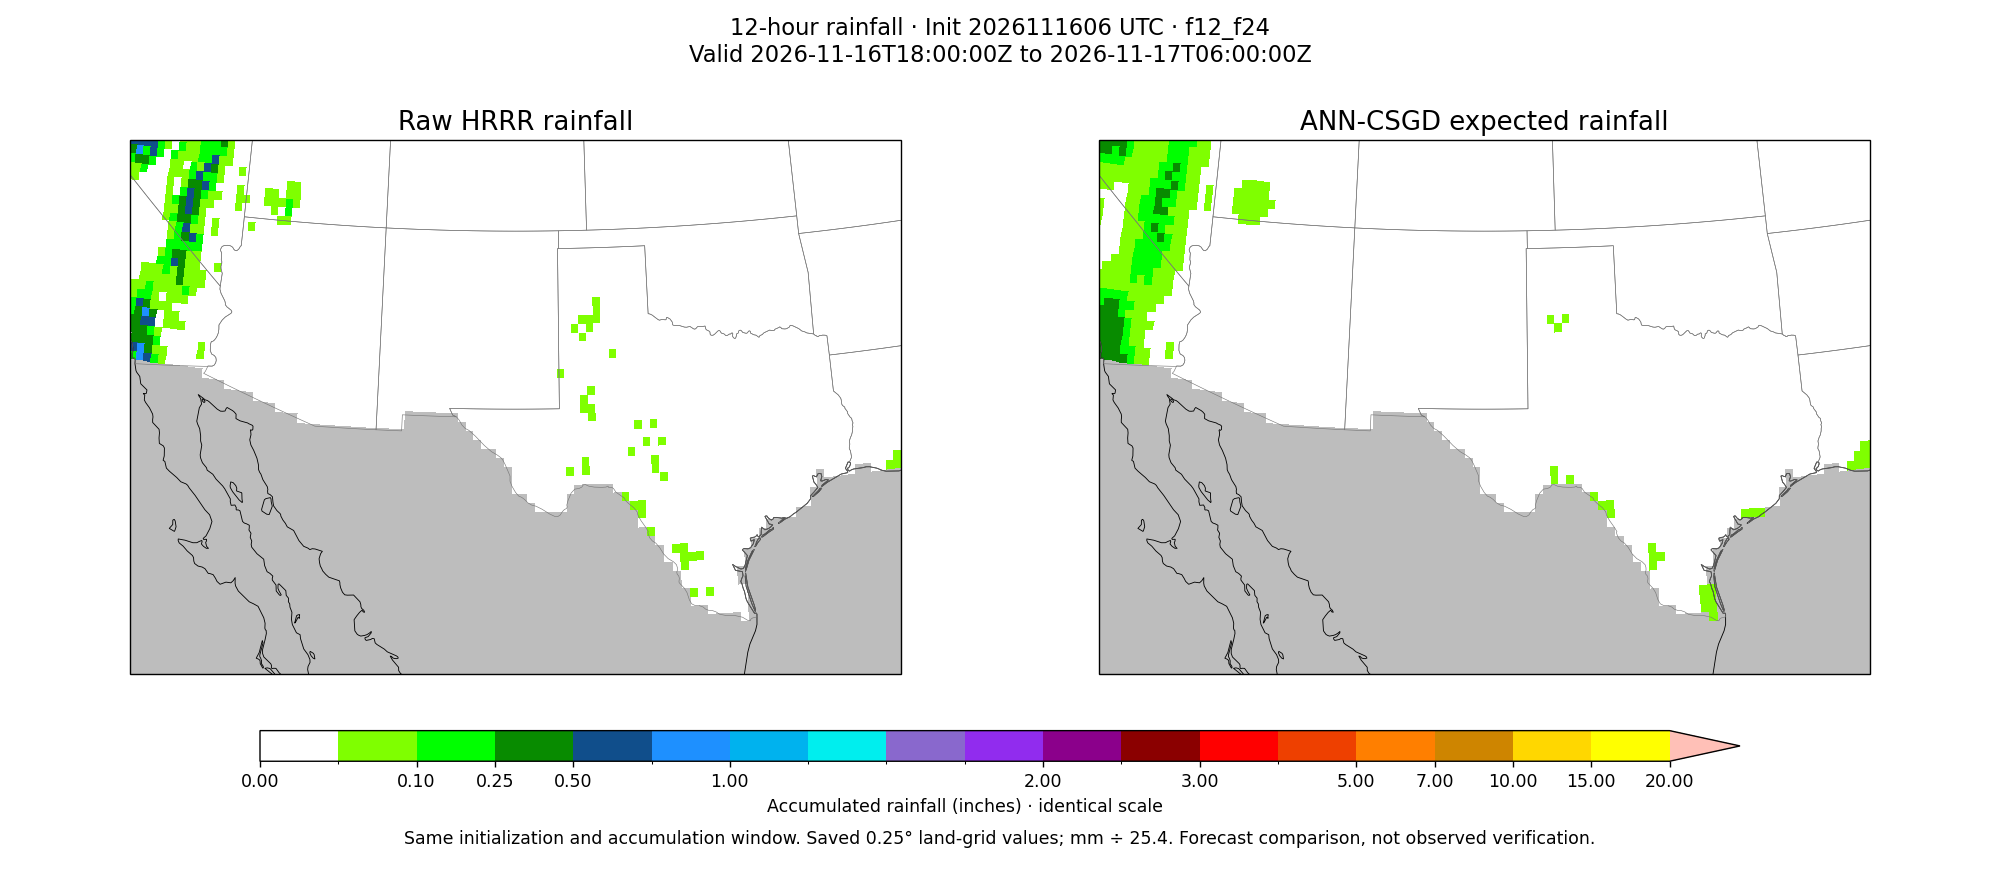 12-hour rainfall · Init 2026111606 UTC · f12_f24
Valid 2026-11-16T18:00:00Z to 2026-11-17T06:00:00Z
Raw HRRR rainfall
ANN-CSGD expected rainfall
0.00 0.10 0.25 0.50 1.00 2.00 3.00 5.00 7.00 10.00 15.00 20.00
Accumulated rainfall (inches) · identical scale
Same initialization and accumulation window. Saved 0.25° land-grid values; mm ÷ 25.4. Forecast comparison, not observed verification.